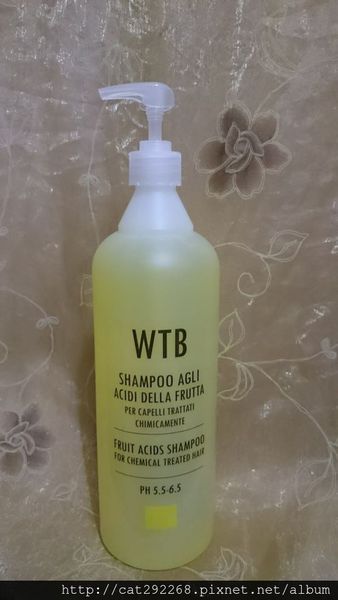 WTB
SHAMPOO AGLI
ACIDI DELLA FRUTTA
PER CAPELLI TRATTATI
CHIMICAMENTE
FRUIT ACIDS SHAMPOO
FOR CHEMICAL TREATED HAIR
PH 5.5-6.5
http://cat292268.pixnet.net/album